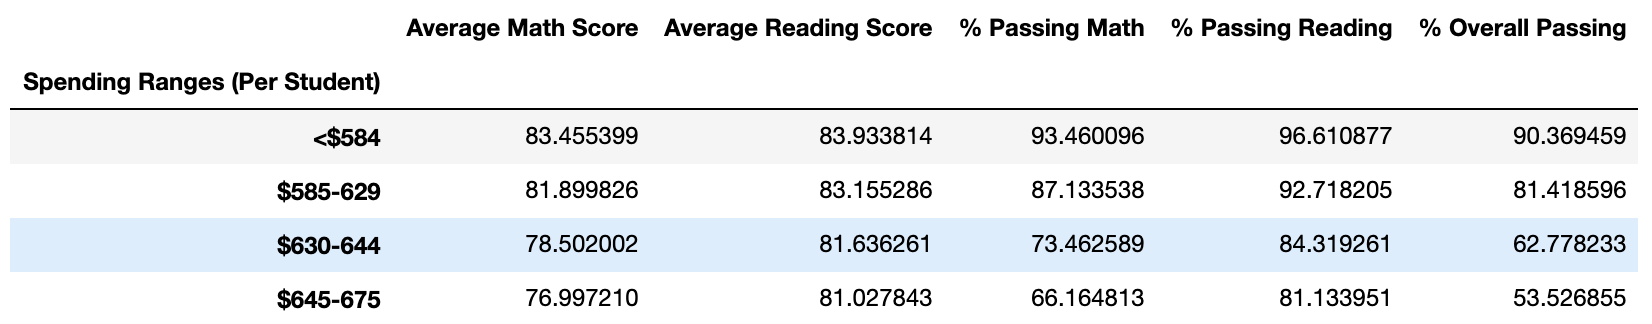 Average Math Score Average Reading Score % Passing Math % Passing Reading % Overall Passing
Spending Ranges (Per Student)
<$584 83.455399 83.933814 93.460096 96.610877 90.369459
$585-629 81.899826 83.155286 87.133538 92.718205 81.418596
$630-644 78.502002 81.636261 73.462589 84.319261 62.778233
$645-675 76.997210 81.027843 66.164813 81.133951 53.526855